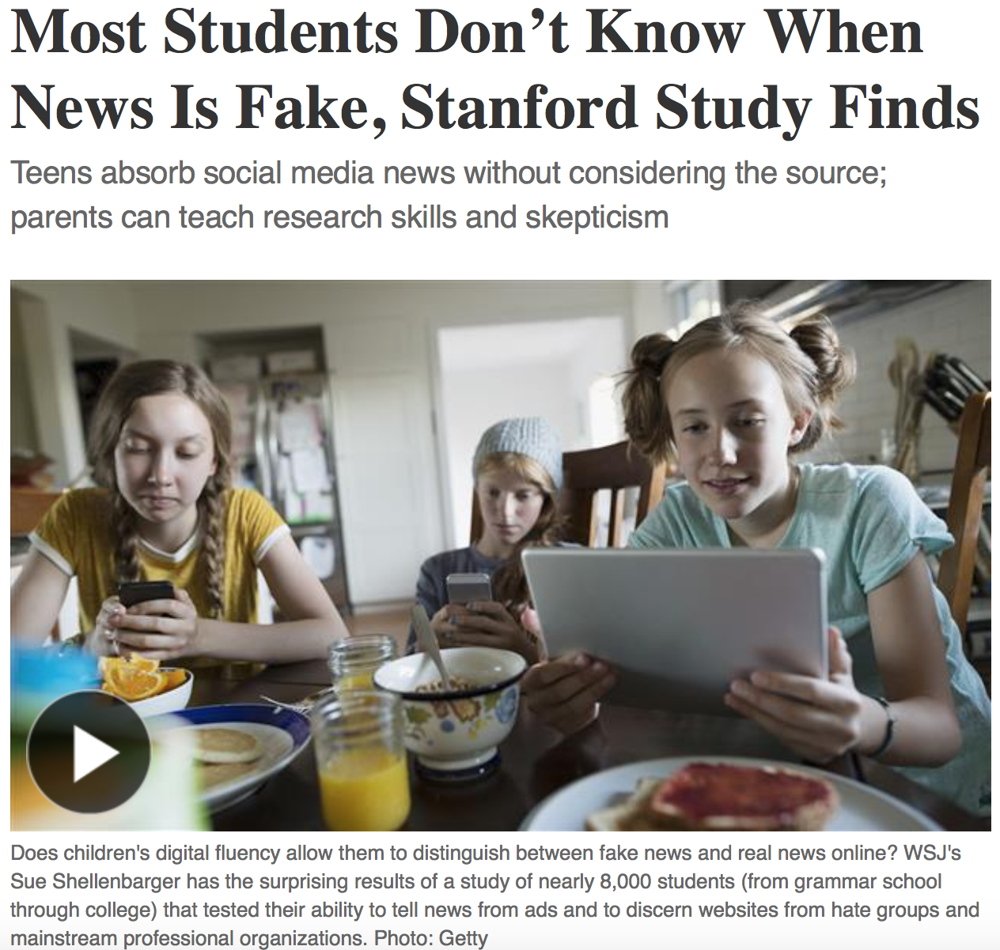 Most Students Don’t Know When
News Is Fake, Stanford Study Finds
Teens absorb social media news without considering the source;
parents can teach research skills and skepticism
Does children's digital fluency allow them to distinguish between fake news and real news online? WSJ's
Sue Shellenbarger has the surprising results of a study of nearly 8,000 students (from grammar school
through college) that tested their ability to tell news from ads and to discern websites from hate groups and
mainstream professional organizations. Photo: Getty